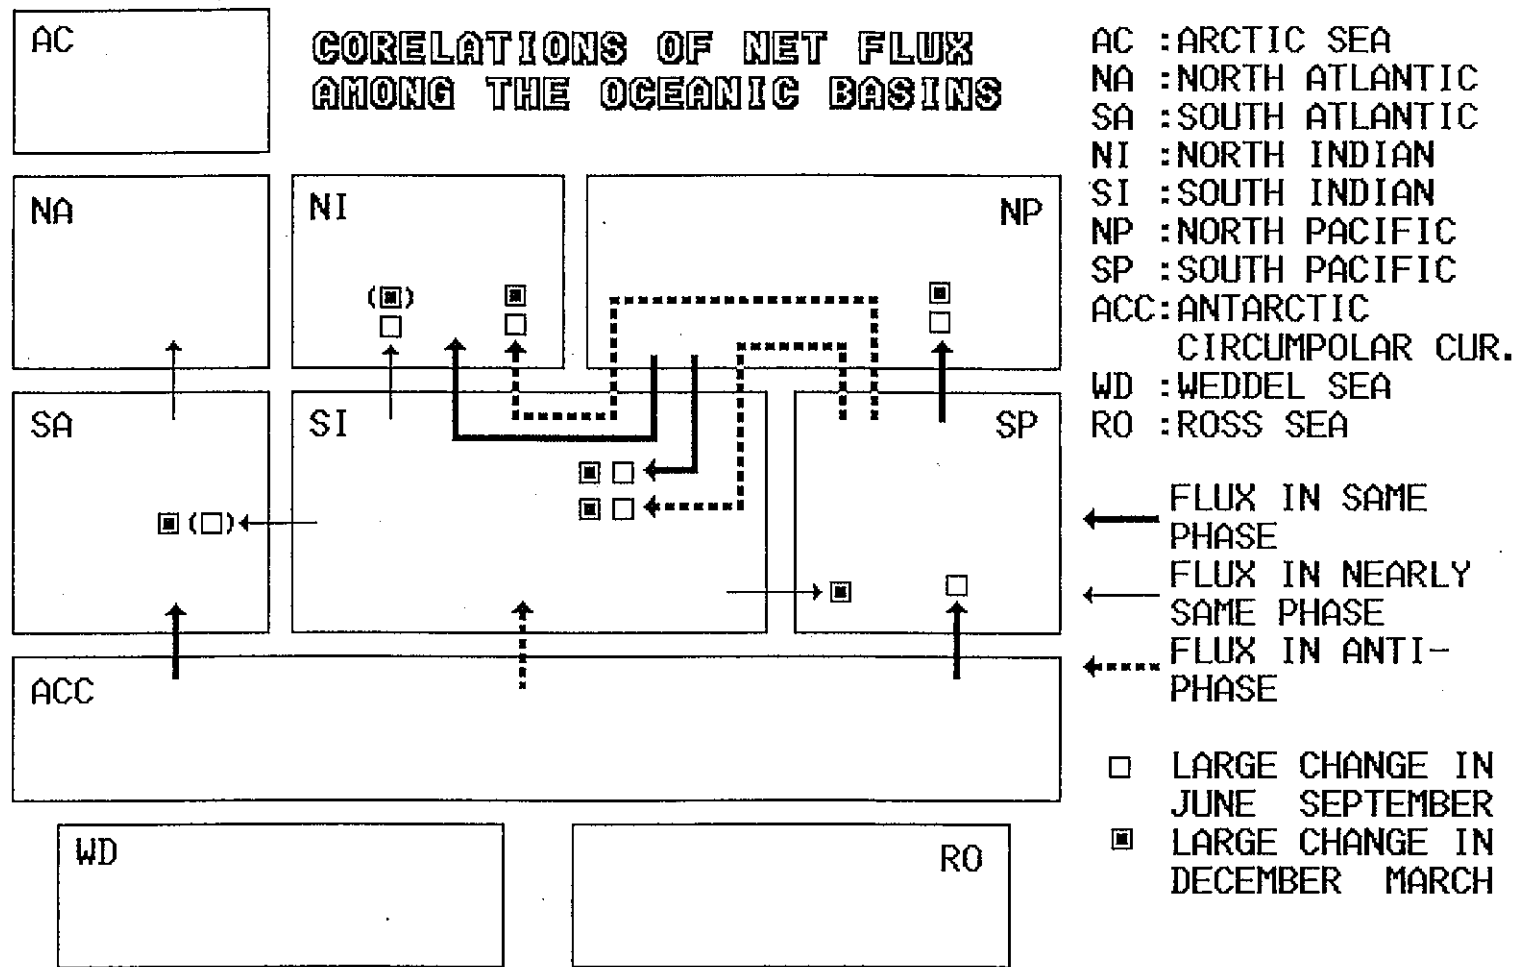 AC
CORELATIONS OF NET FLUX
AMONG THE OCEANIC BASINS
NA
NI
NP
( )
SA
SI
SP
( )
ACC
WD
RO
AC :ARCTIC SEA
NA :NORTH ATLANTIC
SA :SOUTH ATLANTIC
NI :NORTH INDIAN
SI :SOUTH INDIAN
NP :NORTH PACIFIC
SP :SOUTH PACIFIC
ACC:ANTARCTIC
CIRCUMPOLAR CUR.
WD :WEDDEL SEA
RO :ROSS SEA
FLUX IN SAME
PHASE
FLUX IN NEARLY
SAME PHASE
FLUX IN ANTI-
PHASE
LARGE CHANGE IN
JUNE SEPTEMBER
LARGE CHANGE IN
DECEMBER MARCH